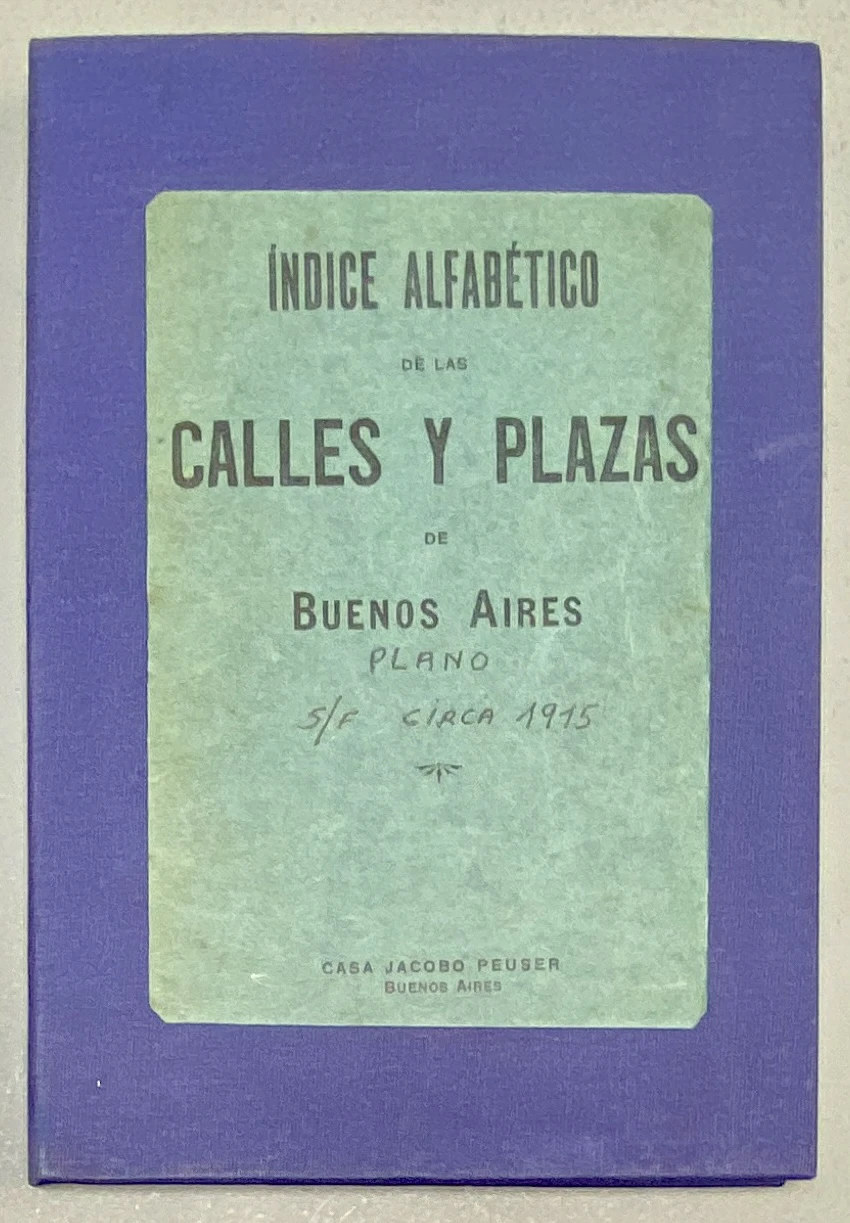 ÍNDICE ALFABÉTICO
DE LAS
CALLES Y PLAZAS
DE
BUENOS AIRES
PLANO
S/F CIRCA 1915
CASA JACOBO PEUSER
BUENOS AIRES